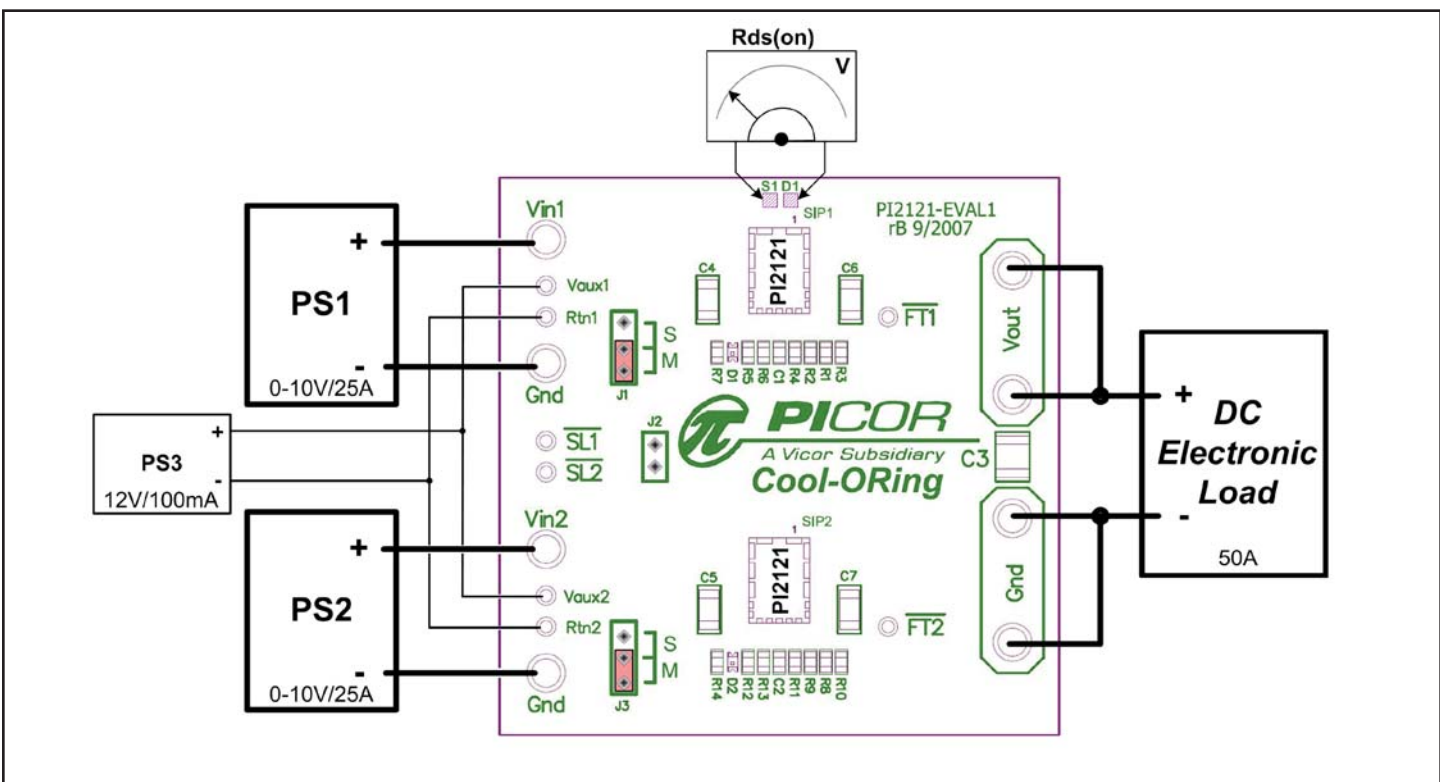 Rds(on)
V
S1 D1
1 SIP1
PI2121-EVAL1
rB 9/2007
Vin1
Vaux1
Rtn1
Gnd
PS1
+
-
0-10V/25A
C4
PI2121
C6
FT1
S
M
J1
R7 D1 R5 R6 C1 R4 R2 R1 R3
Vout
SL1
SL2
J2
π PICOR
A Vicor Subsidiary
Cool-ORing
C3
PS3
+
-
12V/100mA
+
DC
Electronic
Load
-
50A
Vin2
Vaux2
Rtn2
Gnd
PS2
+
-
0-10V/25A
1 SIP2
C5
PI2121
C7
FT2
S
M
J3
R14 D2 R12 R13 C2 R11 R9 R8 R10
Gnd